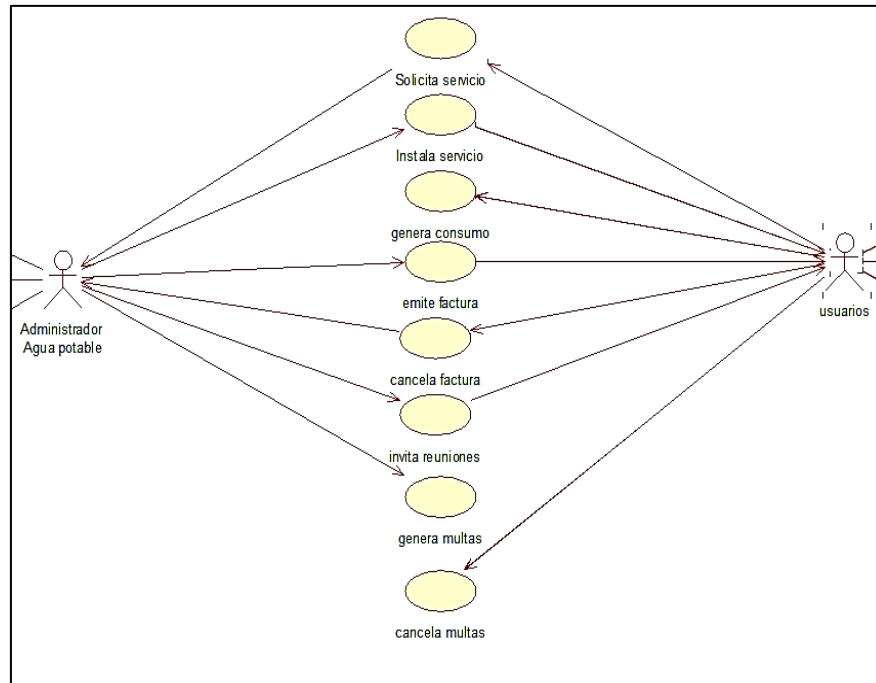 Solicita servicio
Instala servicio
genera consumo
emite factura
Administrador
Agua potable
usuarios
cancela factura
invita reuniones
genera multas
cancela multas